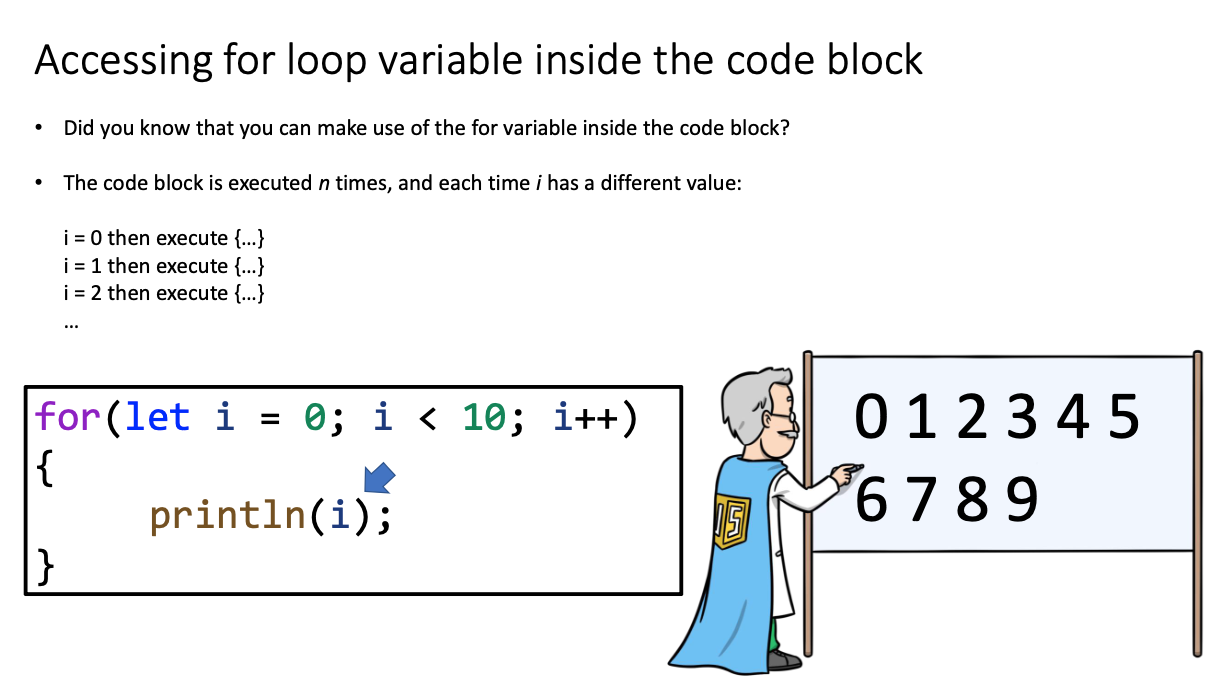 Accessing for loop variable inside the code block
• Did you know that you can make use of the for variable inside the code block?
• The code block is executed n times, and each time i has a different value:
i = 0 then execute {…}
i = 1 then execute {…}
i = 2 then execute {…}
…
for(let i = 0; i < 10; i++)
{
println(i);
}
JS
0 1 2 3 4 5
6 7 8 9